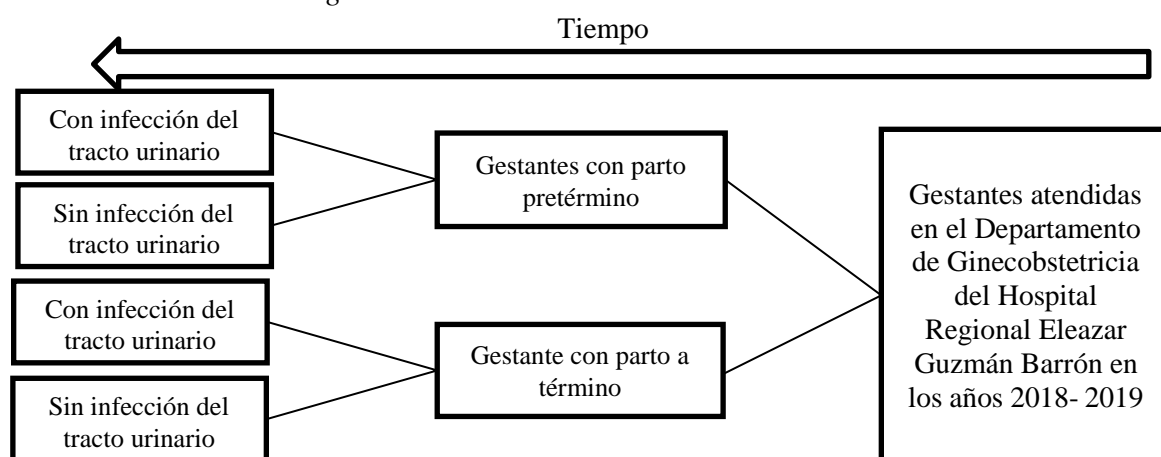 Tiempo
Con infección del
tracto urinario
Sin infección del
tracto urinario
Con infección del
tracto urinario
Sin infección del
tracto urinario
Gestantes con parto
pretérmino
Gestante con parto a
término
Gestantes atendidas
en el Departamento
de Ginecobstetricia
del Hospital
Regional Eleazar
Guzmán Barrón en
los años 2018- 2019